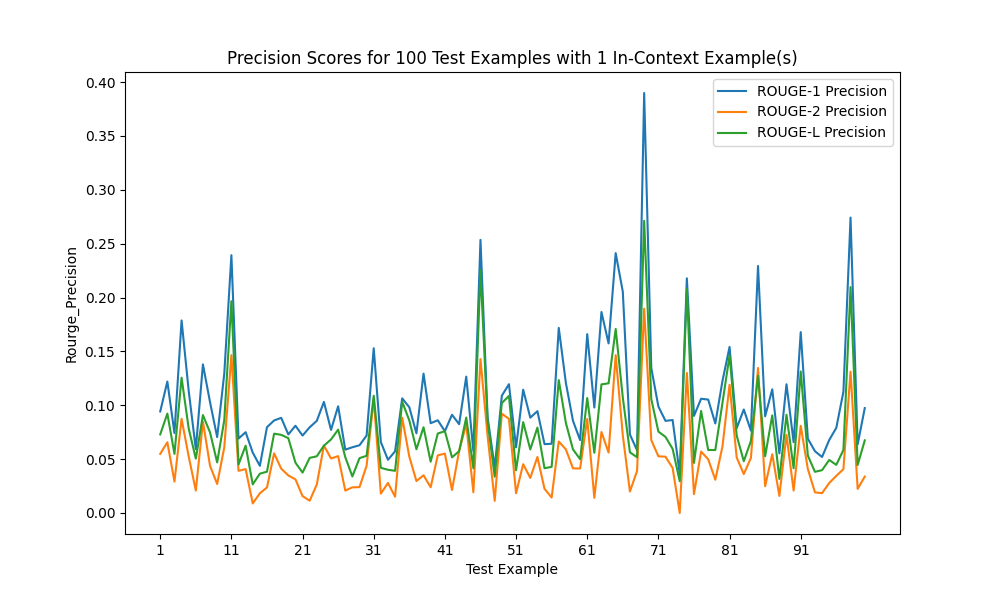 Precision Scores for 100 Test Examples with 1 In-Context Example(s)
ROUGE-1 Precision
ROUGE-2 Precision
ROUGE-L Precision
Rourge_Precision
0.40
0.35
0.30
0.25
0.20
0.15
0.10
0.05
0.00
1 11 21 31 41 51 61 71 81 91
Test Example